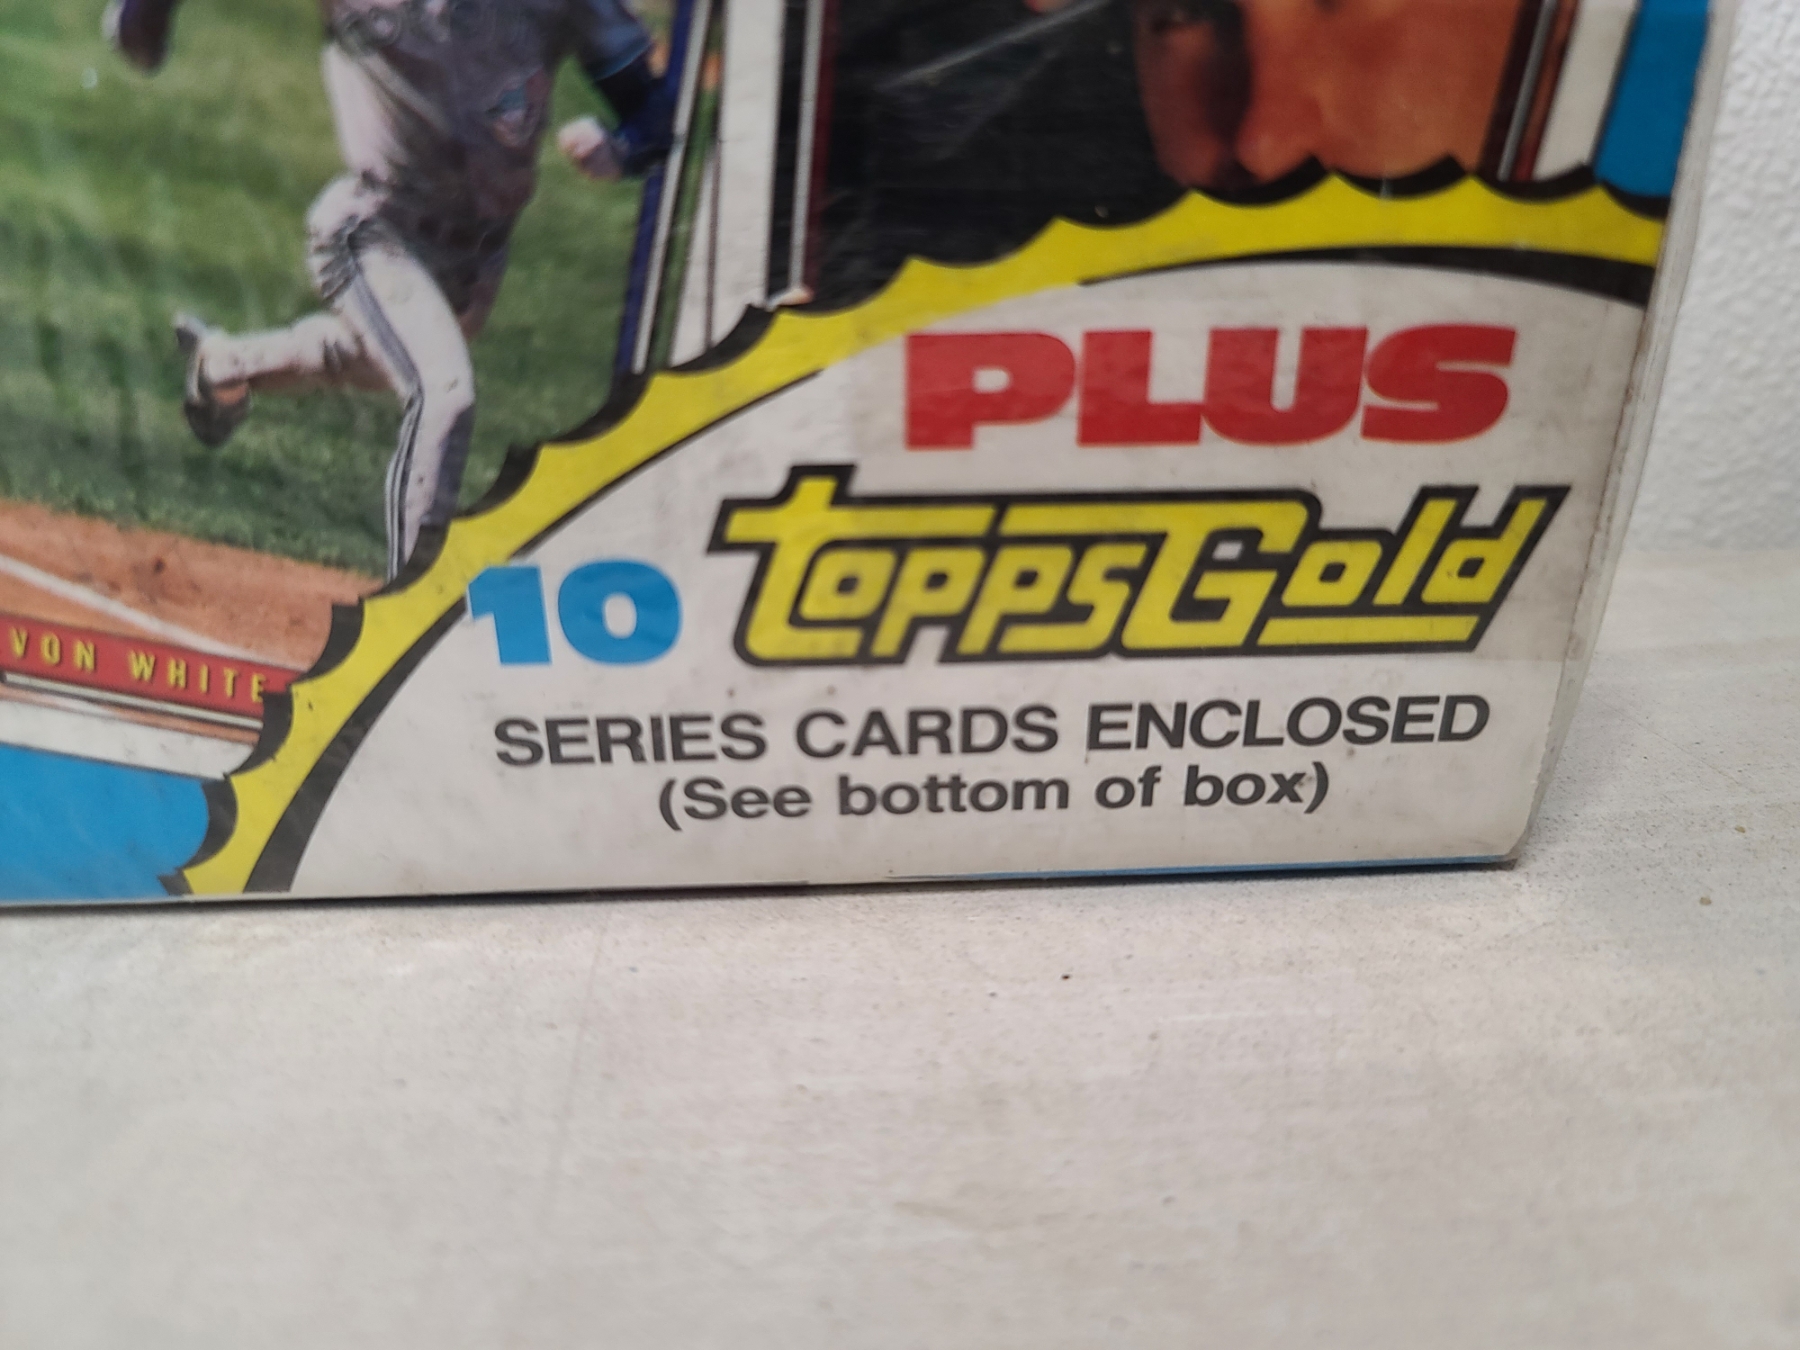 PLUS
10 ToppsGold
SERIES CARDS ENCLOSED
(See bottom of box)
VON WHITE